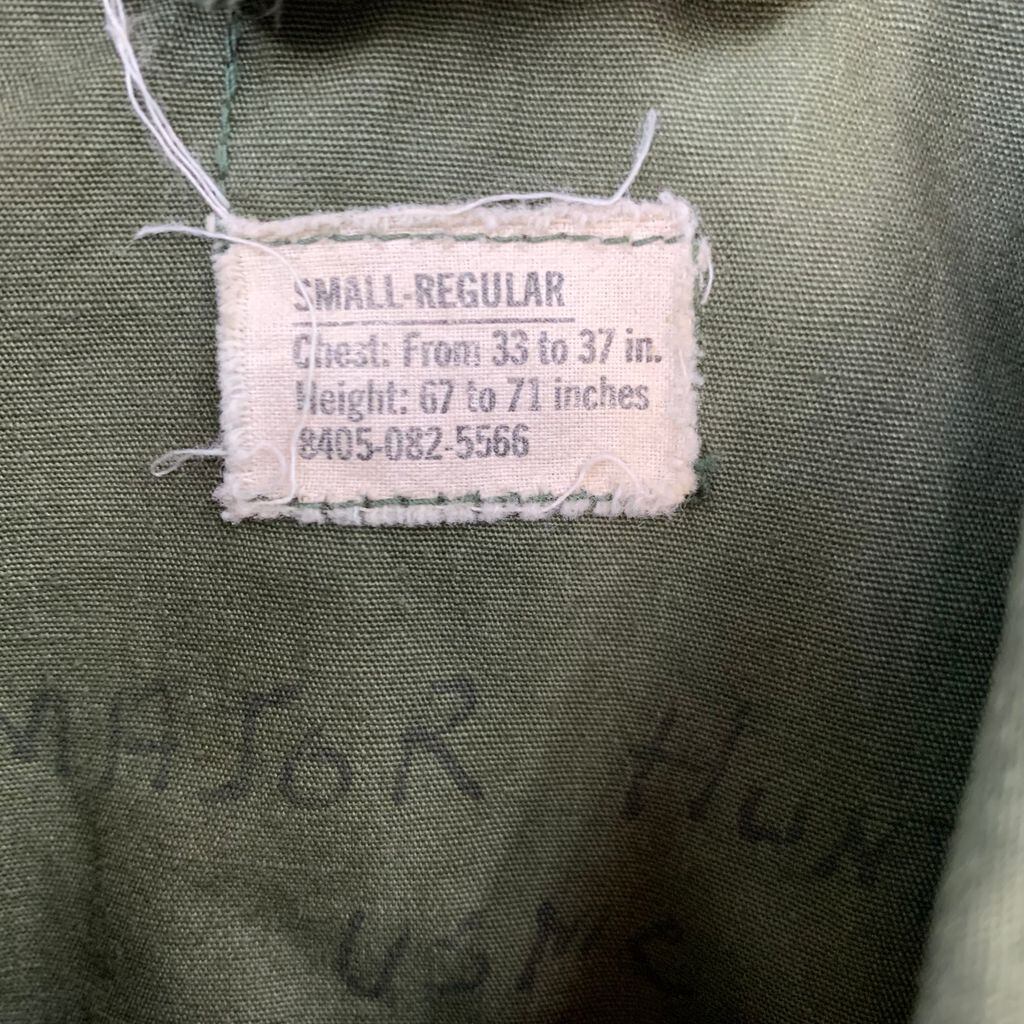 SMALL-REGULAR
Chest: From 33 to 37 in.
Height: 67 to 71 inches
8405-082-5566
MAJOR
USMC